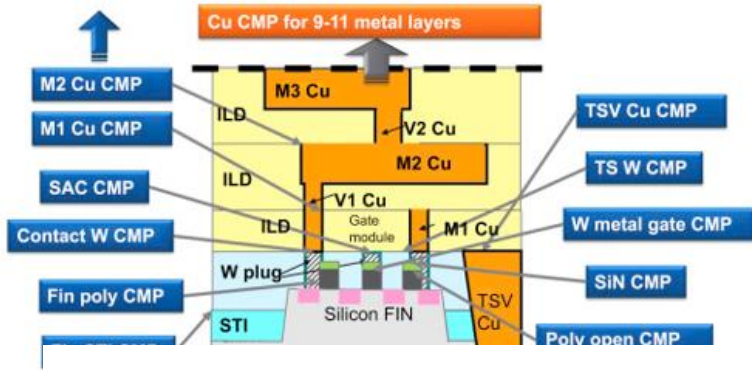 Cu CMP for 9-11 metal layers
M2 Cu CMP
M3 Cu
ILD
TSV Cu CMP
M1 Cu CMP
V2 Cu
M2 Cu
TS W CMP
SAC CMP
ILD
V1 Cu
W metal gate CMP
Contact W CMP
ILD
Gate
module
M1 Cu
W plug
SiN CMP
Fin poly CMP
TSV
Cu
STI
Silicon FIN
Poly open CMP